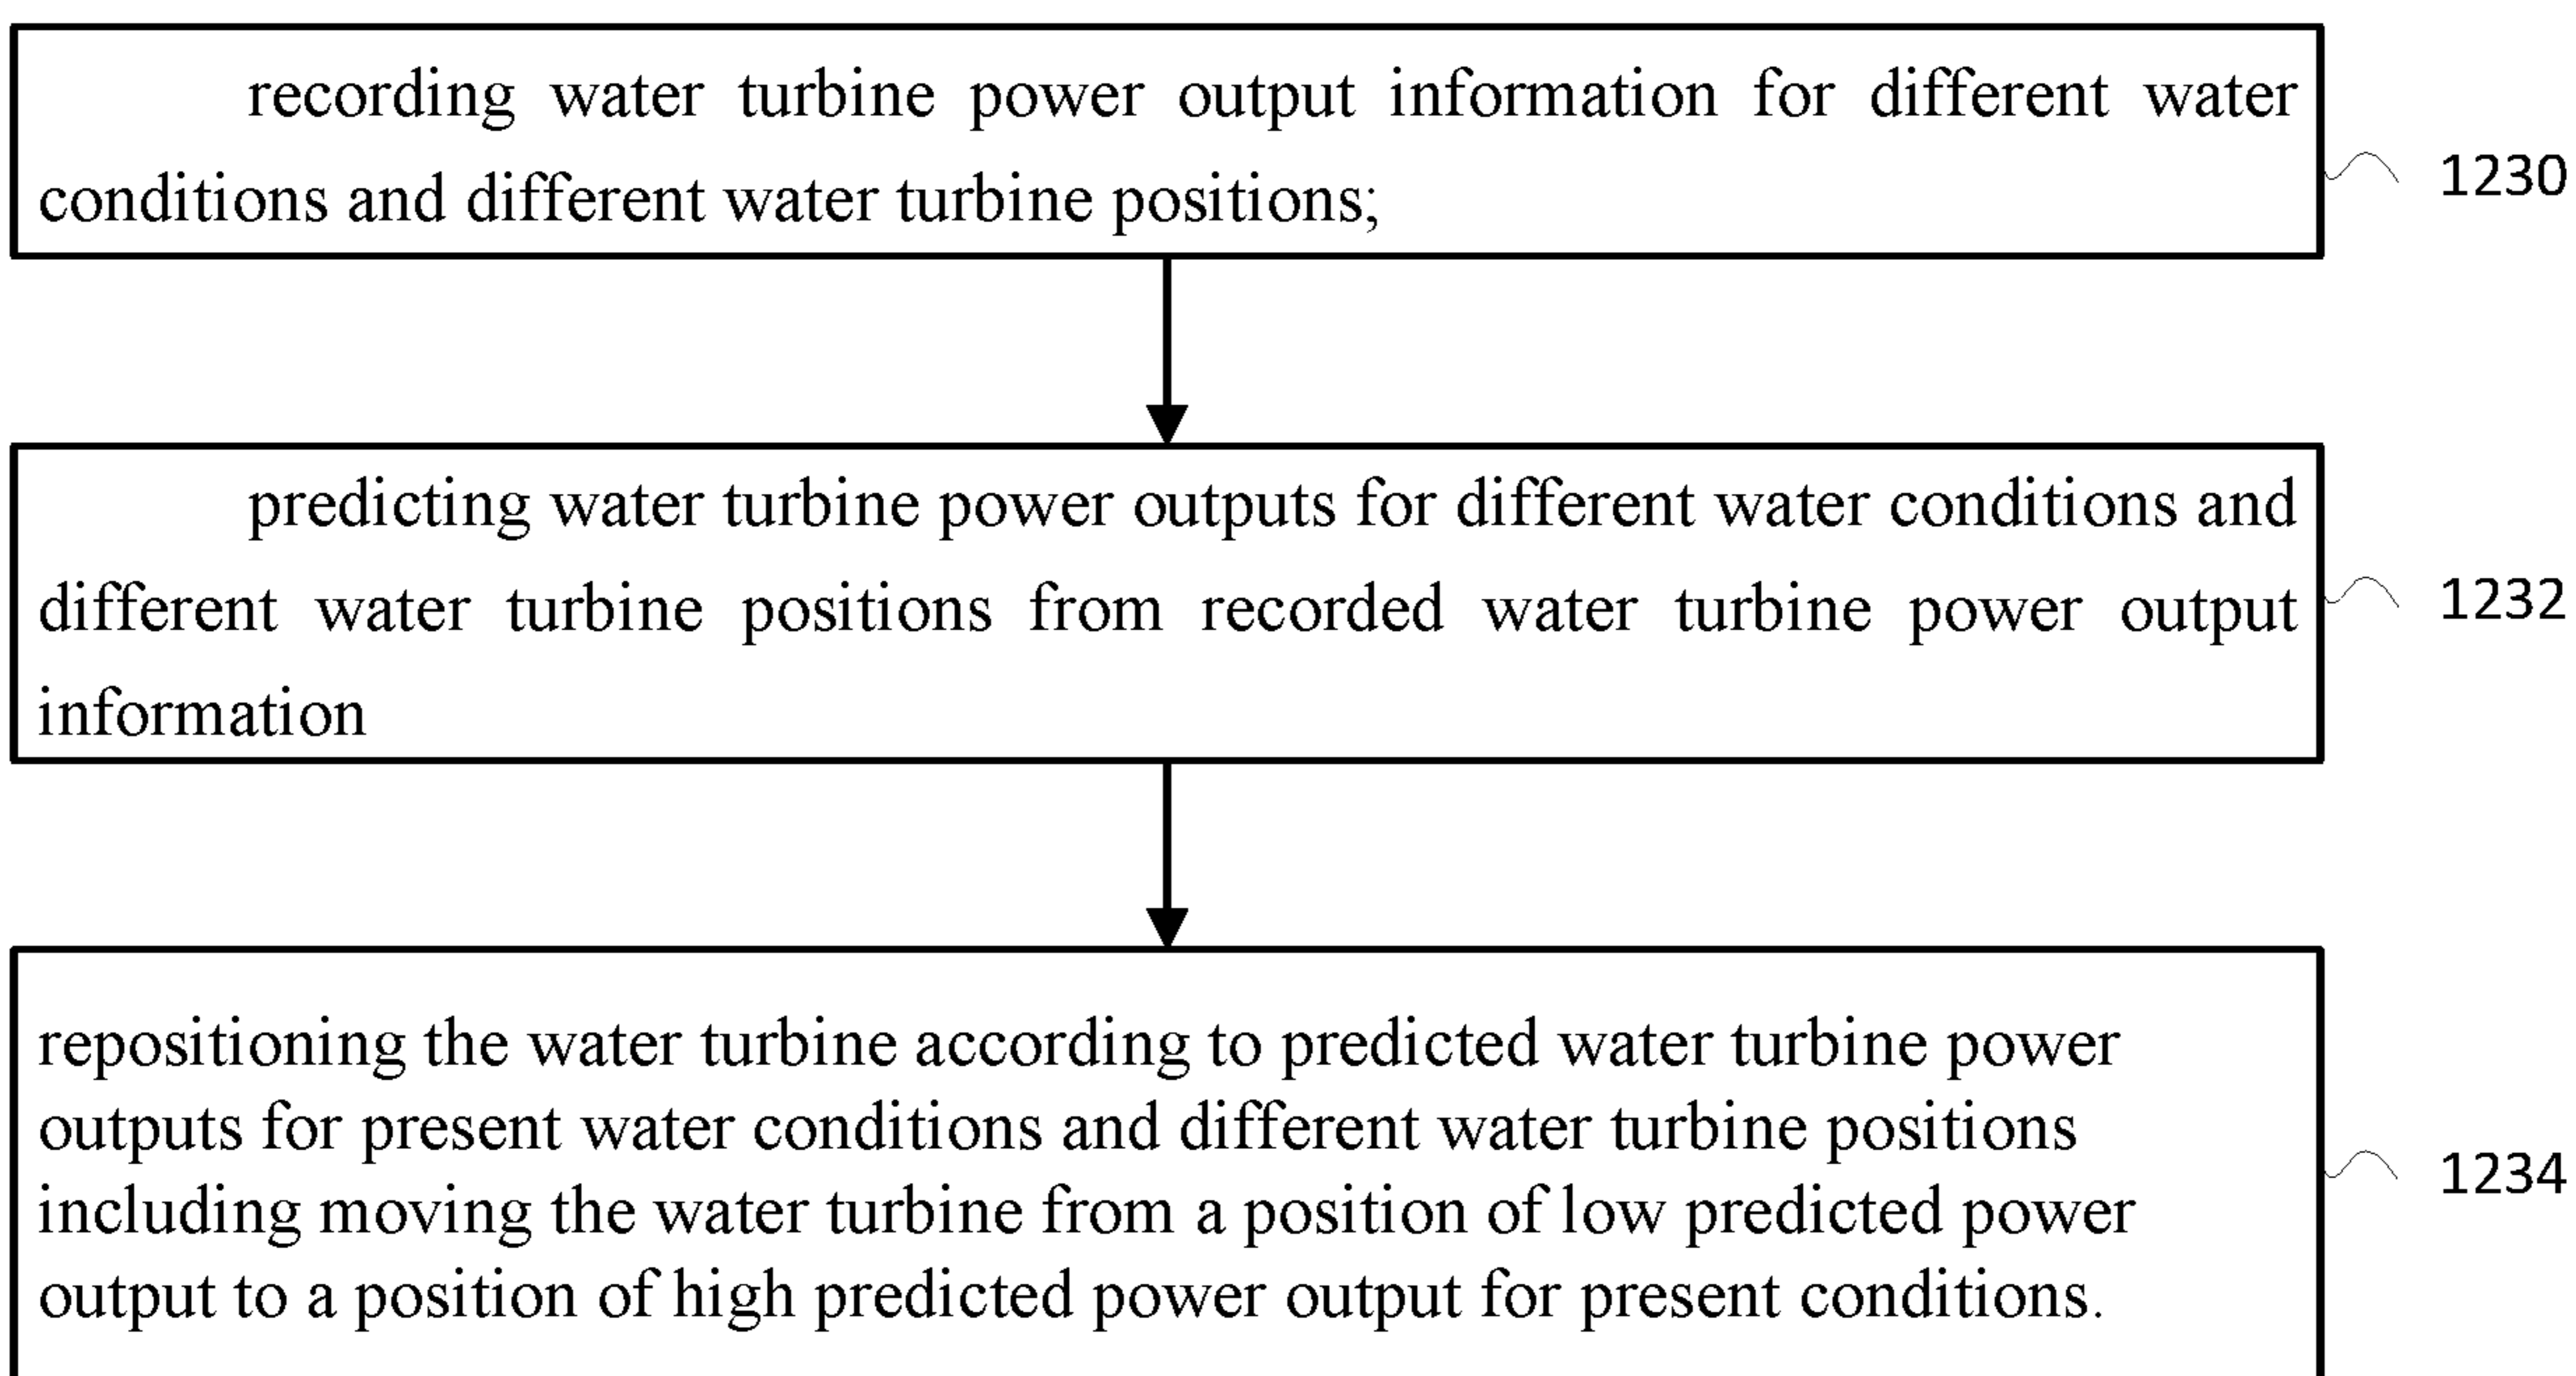 recording water turbine power output information for different water
conditions and different water turbine positions;
1230
predicting water turbine power outputs for different water conditions and
different water turbine positions from recorded water turbine power output
information
1232
repositioning the water turbine according to predicted water turbine power
outputs for present water conditions and different water turbine positions
including moving the water turbine from a position of low predicted power
output to a position of high predicted power output for present conditions.
1234